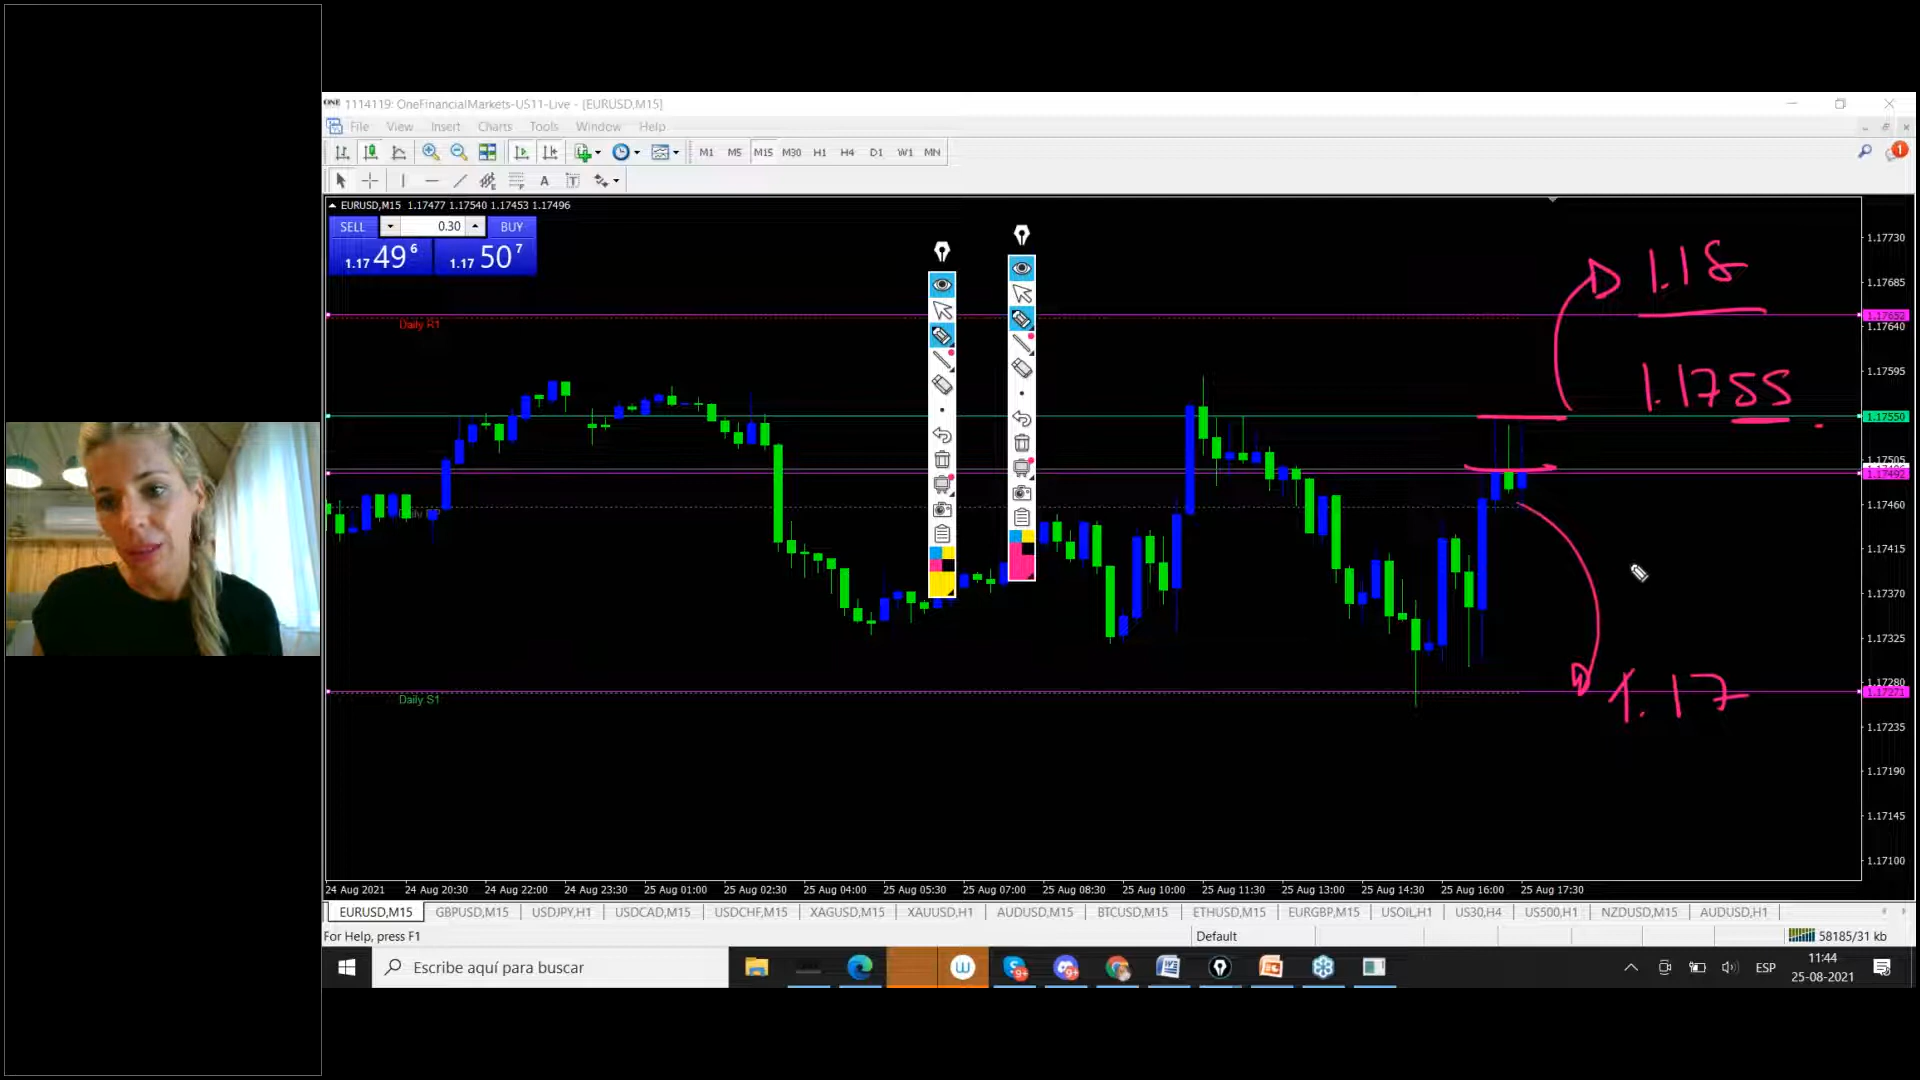 ONE 1114119: OneFinancialMarkets-US11-Live - [EURUSD,M15]
File View Insert Charts Tools Window Help
M1 M5 M15 M30 H1 H4 D1 W1 MN
1
A T
EURUSD,M15 1.17477 1.17540 1.17453 1.17496
SELL 0.30 BUY
1.17 49 6 1.17 50 7
1.18
1.1755
1.17
Daily R1
Daily S1
1.17730
1.17685
1.17652
1.17640
1.17595
1.17550
1.17505
1.17492
1.17460
1.17415
1.17370
1.17325
1.17280
1.17271
1.17235
1.17190
1.17145
1.17100
24 Aug 2021 24 Aug 20:30 24 Aug 22:00 24 Aug 23:30 25 Aug 01:00 25 Aug 02:30 25 Aug 04:00 25 Aug 05:30 25 Aug 07:00 25 Aug 08:30 25 Aug 10:00 25 Aug 11:30 25 Aug 13:00 25 Aug 14:30 25 Aug 16:00 25 Aug 17:30
EURUSD,M15 GBPUSD,M15 USDJPY,H1 USDCAD,M15 USDCHF,M15 XAGUSD,M15 XAUUSD,H1 AUDUSD,M15 BTCUSD,M15 ETHUSD,M15 EURGBP,M15 USOIL,H1 US30,H4 US500,H1 NZDUSD,M15 AUDUSD,H1
For Help, press F1 Default 58185/31 kb
Escribe aquí para buscar
9+ 9+
ESP
11:44
25-08-2021